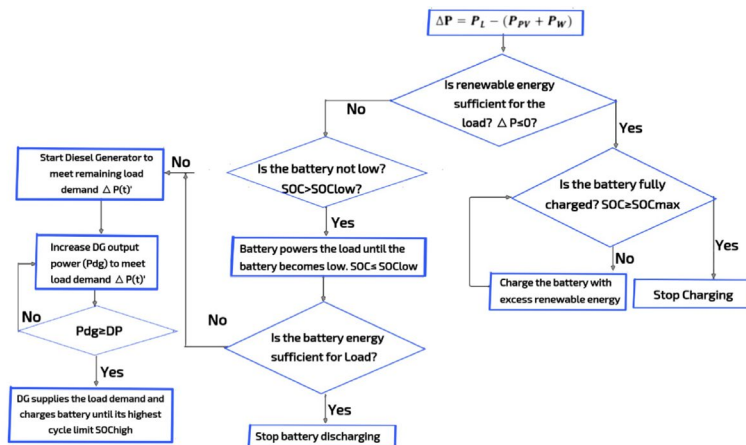 ΔP = P_L − (P_PV + P_W)
Is renewable energy
sufficient for the
load? △ P≤0?
No
Yes
Start Diesel Generator to
meet remaining load
demand △ P(t)'
No
Is the battery not low?
SOC>SOClow?
Is the battery fully
charged? SOC≥SOCmax
Yes
Increase DG output
power (Pdg) to meet
load demand △ P(t)'
Battery powers the load until the
battery becomes low. SOC≤ SOClow
No
Yes
Charge the battery with
excess renewable energy
Stop Charging
No
Pdg≥DP
No
Is the battery energy
sufficient for Load?
Yes
DG supplies the load demand and
charges battery until its highest
cycle limit SOChigh
Yes
Stop battery discharging